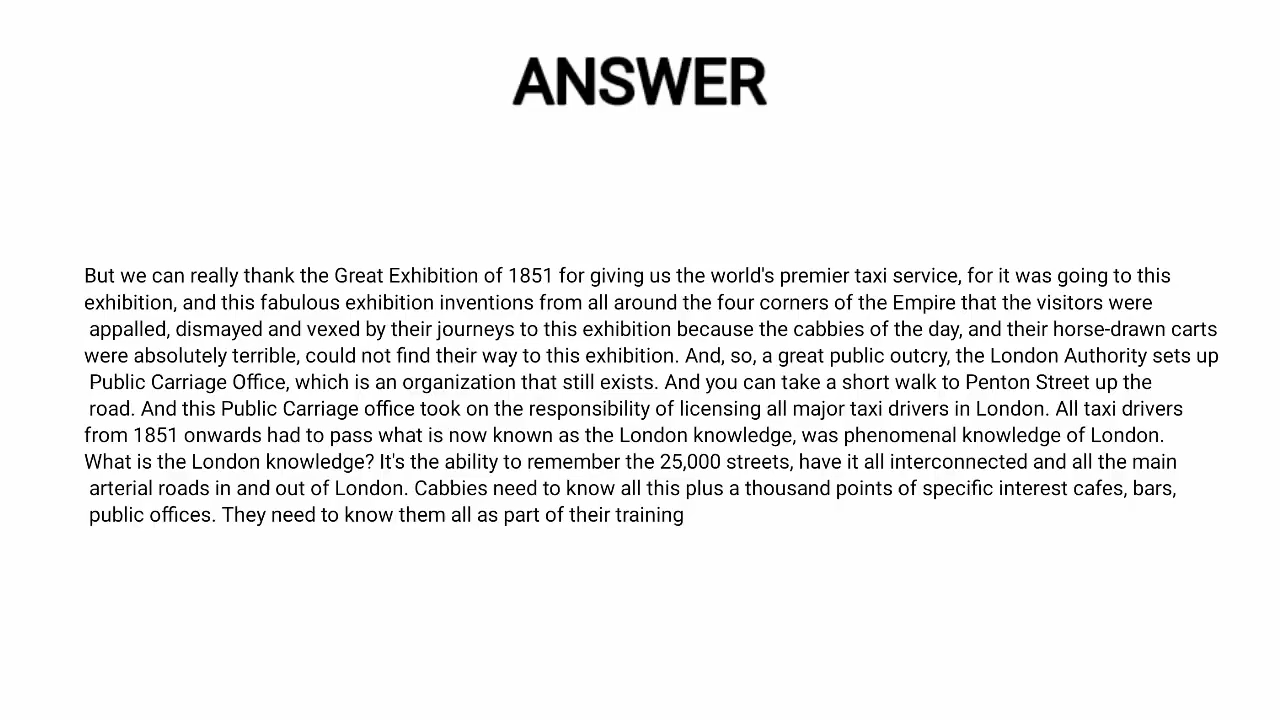 ANSWER
But we can really thank the Great Exhibition of 1851 for giving us the world's premier taxi service, for it was going to this
exhibition, and this fabulous exhibition inventions from all around the four corners of the Empire that the visitors were
appalled, dismayed and vexed by their journeys to this exhibition because the cabbies of the day, and their horse-drawn carts
were absolutely terrible, could not find their way to this exhibition. And, so, a great public outcry, the London Authority sets up
Public Carriage Office, which is an organization that still exists. And you can take a short walk to Penton Street up the
road. And this Public Carriage office took on the responsibility of licensing all major taxi drivers in London. All taxi drivers
from 1851 onwards had to pass what is now known as the London knowledge, was phenomenal knowledge of London.
What is the London knowledge? It's the ability to remember the 25,000 streets, have it all interconnected and all the main
arterial roads in and out of London. Cabbies need to know all this plus a thousand points of specific interest cafes, bars,
public offices. They need to know them all as part of their training